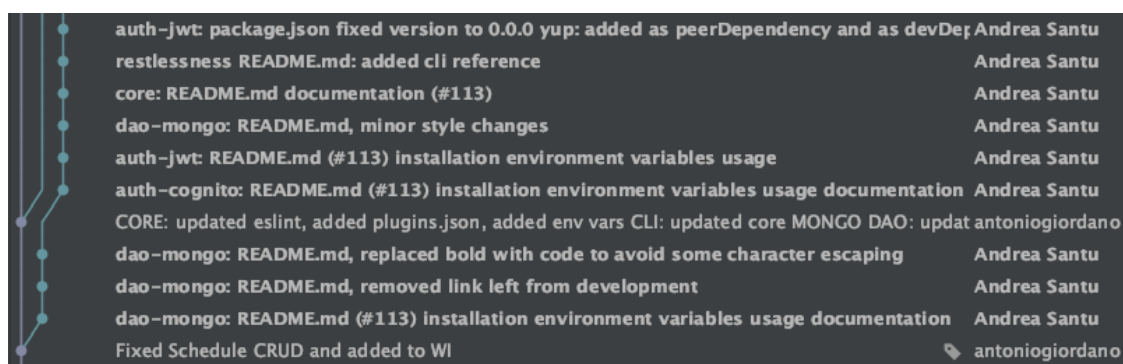 auth-jwt: package.json fixed version to 0.0.0 yup: added as peerDependency and as devDep Andrea Santu
restlessness README.md: added cli reference Andrea Santu
core: README.md documentation (#113) Andrea Santu
dao-mongo: README.md, minor style changes Andrea Santu
auth-jwt: README.md (#113) installation environment variables usage Andrea Santu
auth-cognito: README.md (#113) installation environment variables usage documentation Andrea Santu
CORE: updated eslint, added plugins.json, added env vars CLI: updated core MONGO DAO: updat antoniogiordano
dao-mongo: README.md, replaced bold with code to avoid some character escaping Andrea Santu
dao-mongo: README.md, removed link left from development Andrea Santu
dao-mongo: README.md (#113) installation environment variables usage documentation Andrea Santu
Fixed Schedule CRUD and added to WI antoniogiordano